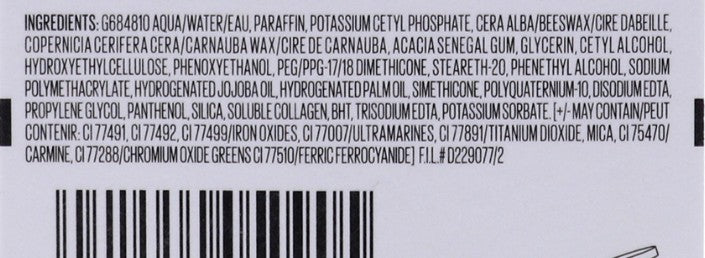 INGREDIENTS: G684810 AQUA/WATER/EAU, PARAFFIN, POTASSIUM CETYL PHOSPHATE, CERA ALBA/BEESWAX/CIRE DABEILLE,
COPERNICIA CERIFERA CERA/CARNAUBA WAX/CIRE DE CARNAUBA, ACACIA SENEGAL GUM, GLYCERIN, CETYL ALCOHOL,
HYDROXYETHYLCELLULOSE, PHENOXYETHANOL, PEG/PPG-17/18 DIMETHICONE, STEARETH-20, PHENETHYL ALCOHOL, SODIUM
POLYMETHACRYLATE, HYDROGENATED JOJOBA OIL, HYDROGENATED PALM OIL, SIMETHICONE, POLYQUATERNIUM-10, DISODIUM EDTA,
PROPYLENE GLYCOL, PANTHENOL, SILICA, SOLUBLE COLLAGEN, BHT, TRISODIUM EDTA, POTASSIUM SORBATE. [+/- MAY CONTAIN/PEUT
CONTENIR: CI 77491, CI 77492, CI 77499/IRON OXIDES, CI 77007/ULTRAMARINES, CI 77891/TITANIUM DIOXIDE, MICA, CI 75470/
CARMINE, CI 77288/CHROMIUM OXIDE GREENS CI 77510/FERRIC FERROCYANIDE] F.I.L.# D229077/2